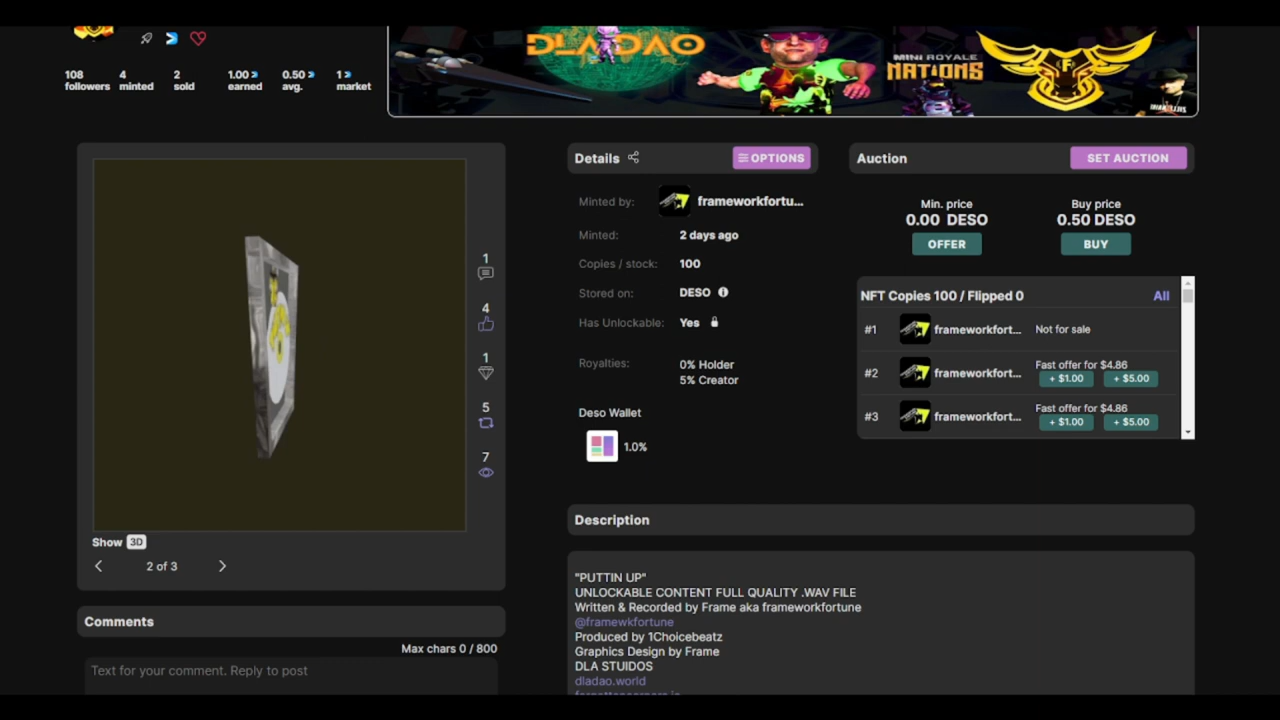 DLADAO
MINI ROYALE
NATIONS
F
108 followers
4 minted
2 sold
1.00 earned
0.50 avg.
1 market
Details
OPTIONS
Minted by: frameworkfortu...
Minted: 2 days ago
Copies / stock: 100
Stored on: DESO
Has Unlockable: Yes
Royalties: 0% Holder
5% Creator
Deso Wallet
1.0%
Auction
SET AUCTION
Min. price
0.00 DESO
OFFER
Buy price
0.50 DESO
BUY
NFT Copies 100 / Flipped 0
All
#1 frameworkfort... Not for sale
#2 frameworkfort... Fast offer for $4.86
+ $1.00 + $5.00
#3 frameworkfort... Fast offer for $4.86
+ $1.00 + $5.00
1
4
1
5
7
Show 3D
2 of 3
Comments
Max chars 0 / 800
Text for your comment. Reply to post
Description
"PUTTIN UP"
UNLOCKABLE CONTENT FULL QUALITY .WAV FILE
Written & Recorded by Frame aka frameworkfortune
@framewkfortune
Produced by 1Choicebeatz
Graphics Design by Frame
DLA STUIDOS
dladao.world